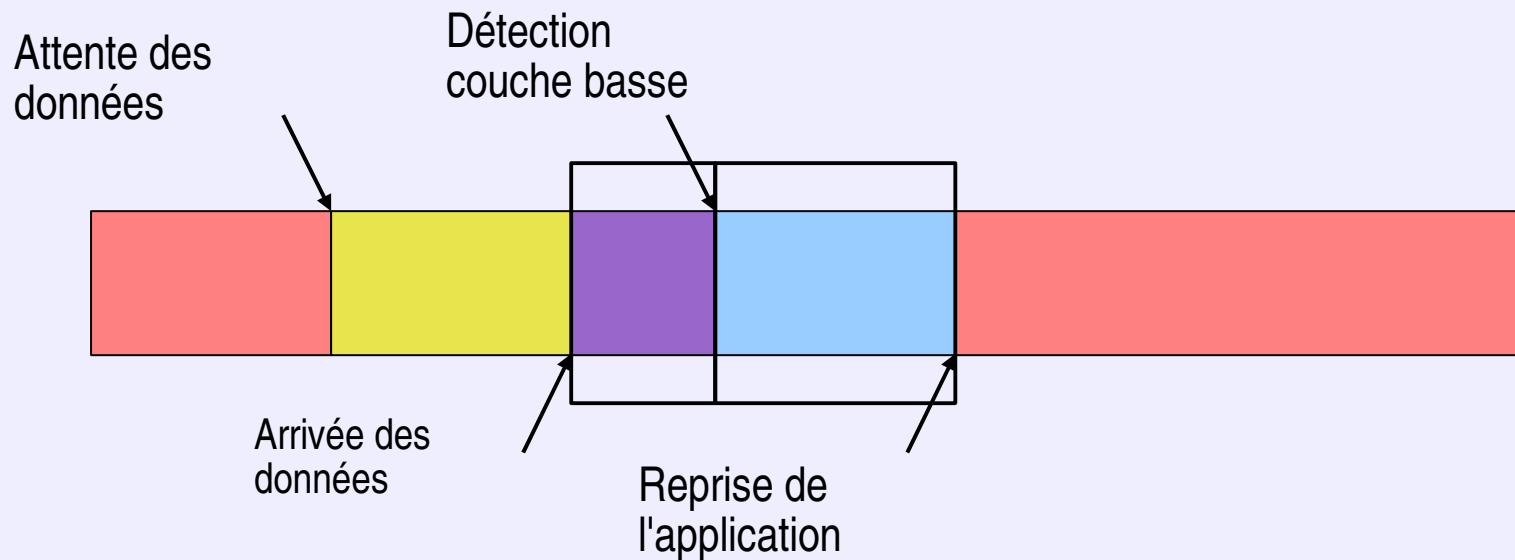 Attente des
données
Détection
couche basse
Arrivée des
données
Reprise de
l'application